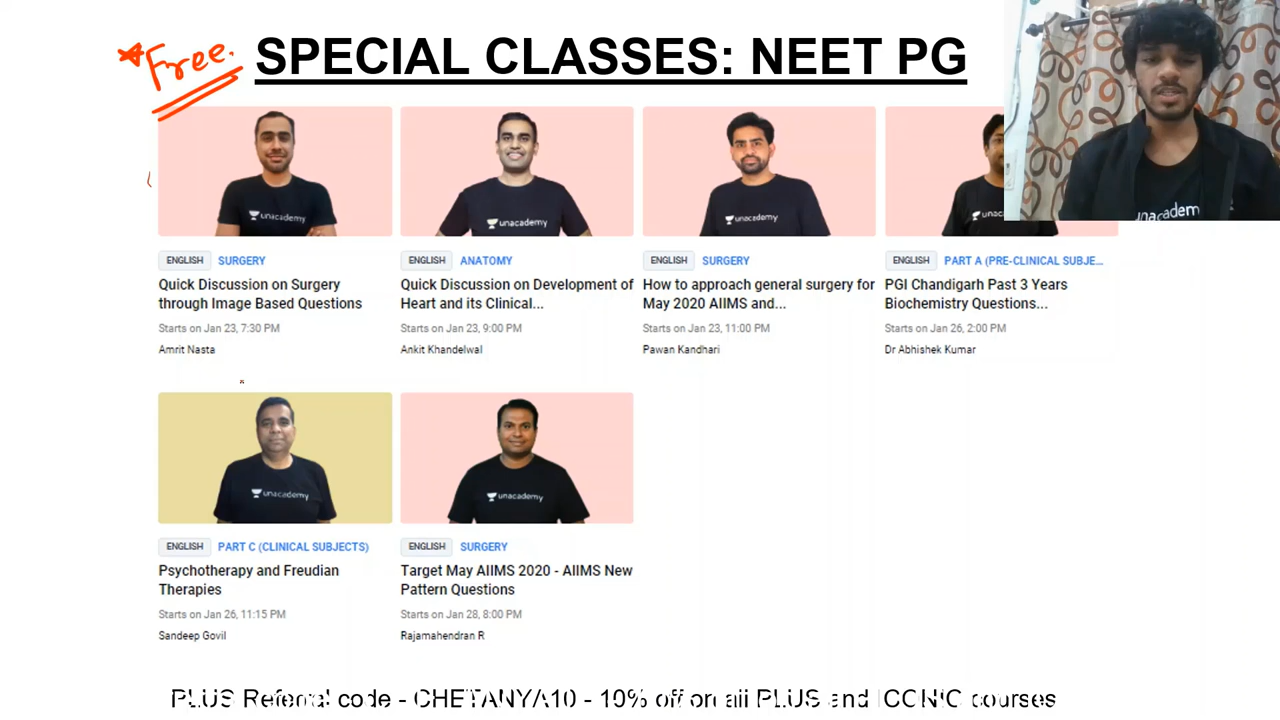 *Free.
SPECIAL CLASSES: NEET PG
unacademy
unacademy
unacademy
unacademy
ENGLISH SURGERY
Quick Discussion on Surgery
through Image Based Questions
Starts on Jan 23, 7:30 PM
Amrit Nasta
ENGLISH ANATOMY
Quick Discussion on Development of
Heart and its Clinical...
Starts on Jan 23, 9:00 PM
Ankit Khandelwal
ENGLISH SURGERY
How to approach general surgery for
May 2020 AIIMS and...
Starts on Jan 23, 11:00 PM
Pawan Kandhari
ENGLISH PART A (PRE-CLINICAL SUBJE...
PGI Chandigarh Past 3 Years
Biochemistry Questions...
Starts on Jan 26, 2:00 PM
Dr Abhishek Kumar
unacademy
unacademy
ENGLISH PART C (CLINICAL SUBJECTS)
Psychotherapy and Freudian
Therapies
Starts on Jan 26, 11:15 PM
Sandeep Govil
ENGLISH SURGERY
Target May AIIMS 2020 - AIIMS New
Pattern Questions
Starts on Jan 28, 8:00 PM
Rajamahendran R
PLUS Referral code - CHETANYA10 - 10% off on all PLUS and ICONIC courses